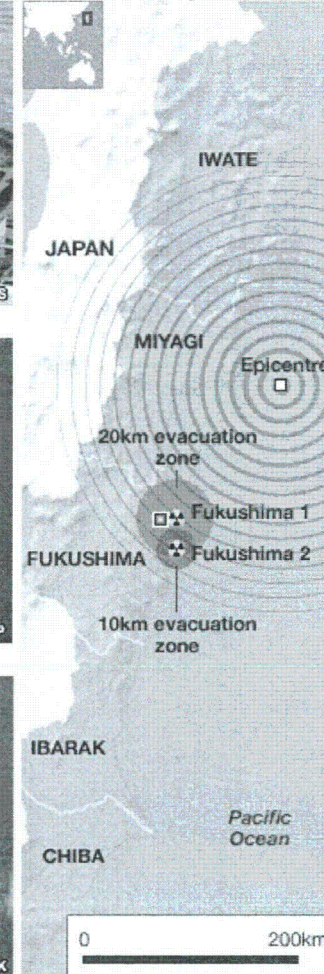 IWATE
JAPAN
MIYAGI
Epicentre
20km evacuation
zone
Fukushima 1
FUKUSHIMA
Fukushima 2
10km evacuation
zone
IBARAK
Pacific
Ocean
CHIBA
0 200km